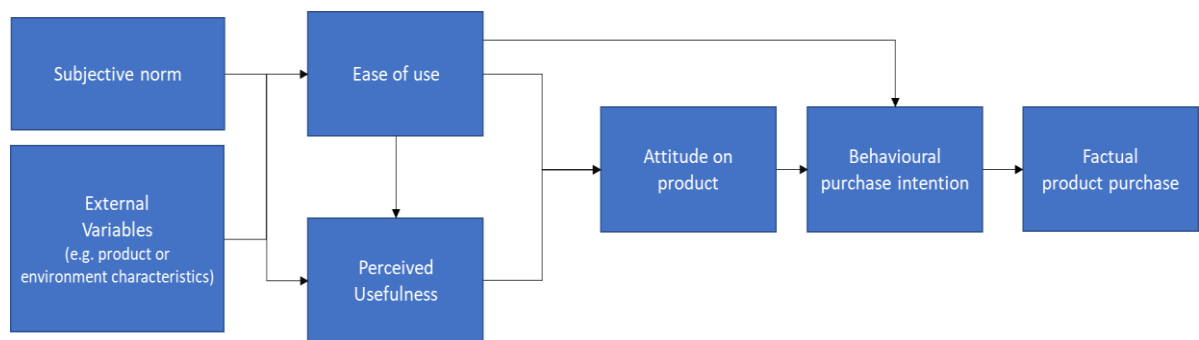 Subjective norm
External
Variables
(e.g. product or
environment characteristics)
Ease of use
Perceived
Usefulness
Attitude on
product
Behavioural
purchase intention
Factual
product purchase